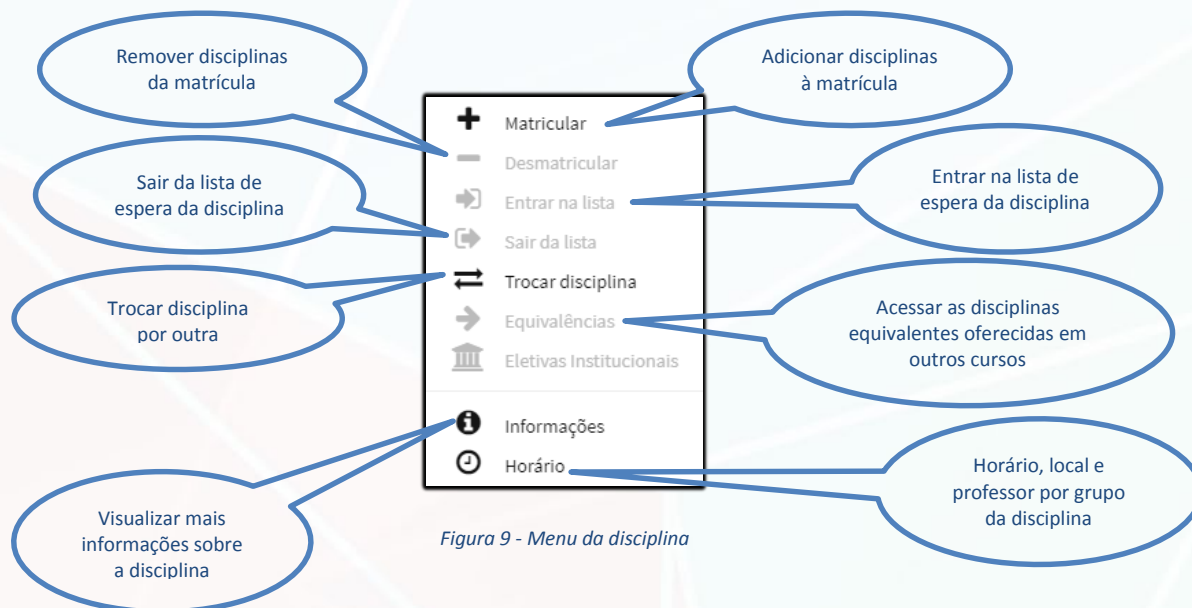 Remover disciplinas
da matrícula
Adicionar disciplinas
à matrícula
Sair da lista de
espera da disciplina
Entrar na lista de
espera da disciplina
Trocar disciplina
por outra
Acessar as disciplinas
equivalentes oferecidas em
outros cursos
Visualizar mais
informações sobre
a disciplina
Horário, local e
professor por grupo
da disciplina
Matricular
Desmatricular
Entrar na lista
Sair da lista
Trocar disciplina
Equivalências
Eletivas Institucionais
Informações
Horário
Figura 9 - Menu da disciplina